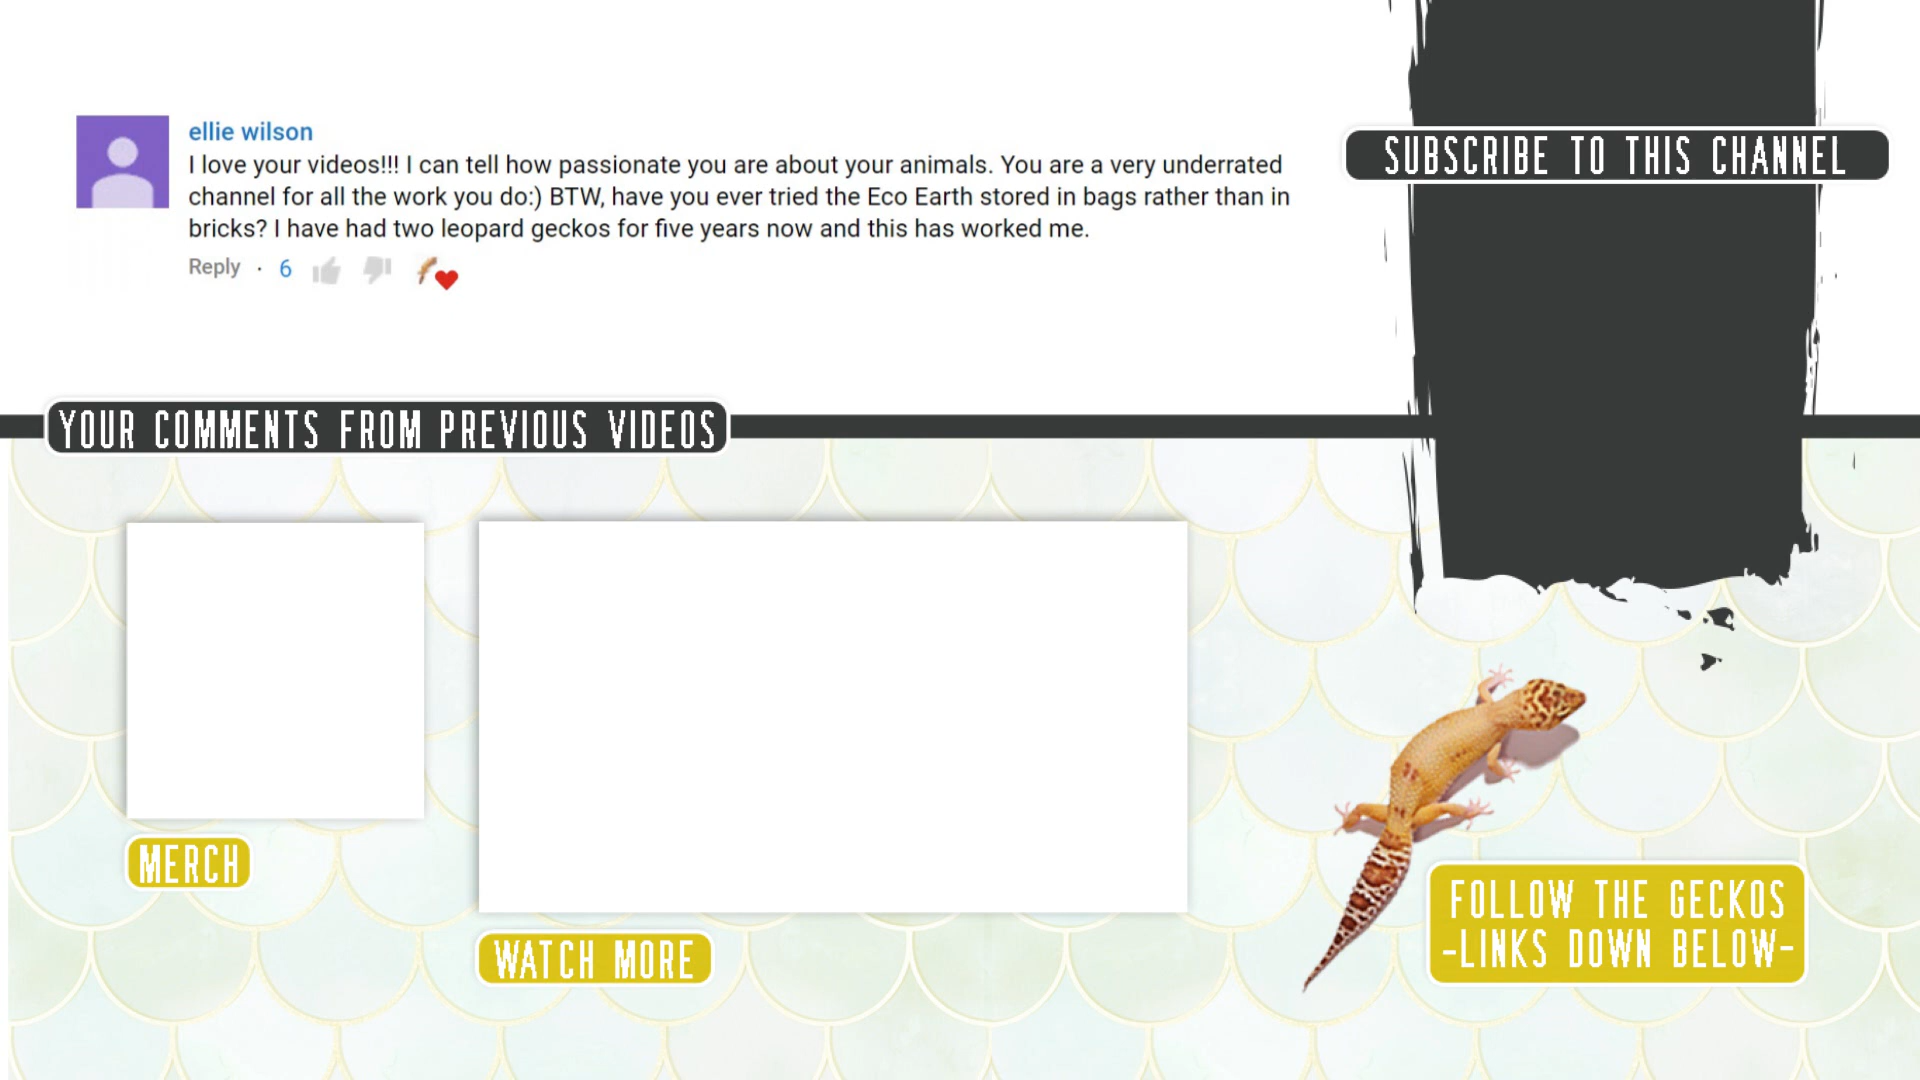 ellie wilson
I love your videos!!! I can tell how passionate you are about your animals. You are a very underrated
channel for all the work you do:) BTW, have you ever tried the Eco Earth stored in bags rather than in
bricks? I have had two leopard geckos for five years now and this has worked me.
Reply · 6
SUBSCRIBE TO THIS CHANNEL
YOUR COMMENTS FROM PREVIOUS VIDEOS
MERCH
WATCH MORE
FOLLOW THE GECKOS
-LINKS DOWN BELOW-